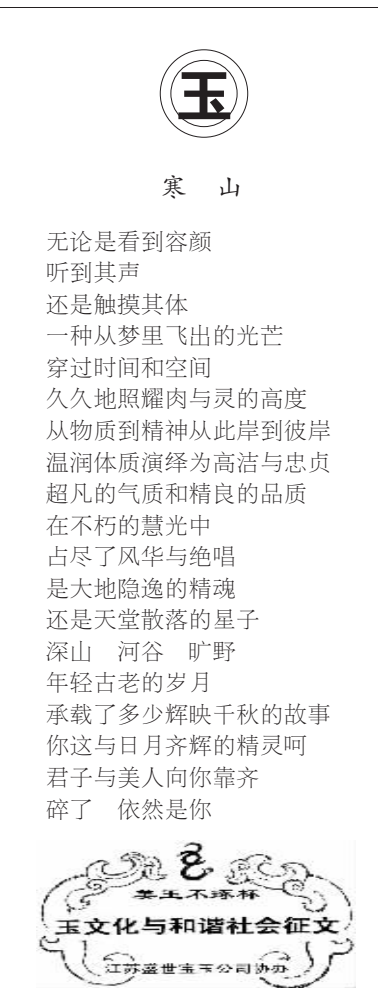 玉
寒 山
无论是看到容颜
听到其声
还是触摸其体
一种从梦里飞出的光芒
穿过时间和空间
久久地照耀肉与灵的高度
从物质到精神从此岸到彼岸
温润体质演绎为高洁与忠贞
超凡的气质和精良的品质
在不朽的慧光中
占尽了风华与绝唱
是大地隐逸的精魂
还是天堂散落的星子
深山 河谷 旷野
年轻古老的岁月
承载了多少辉映千秋的故事
你这与日月齐辉的精灵呵
君子与美人向你靠齐
碎了 依然是你
美玉不琢杯
玉文化与和谐社会征文
江苏盛世宝玉公司协办